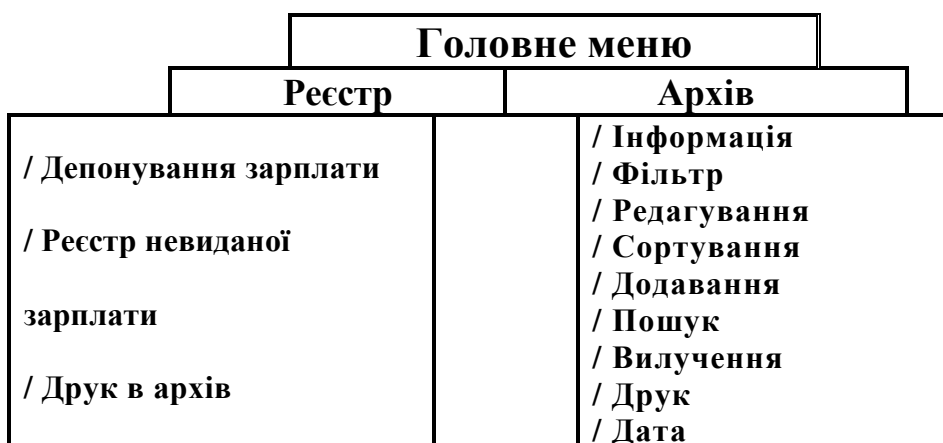 Головне меню
Реєстр
Архів
/ Депонування зарплати
/ Реєстр невиданої
зарплати
/ Друк в архів
/ Інформація
/ Фільтр
/ Редагування
/ Сортування
/ Додавання
/ Пошук
/ Вилучення
/ Друк
/ Дата